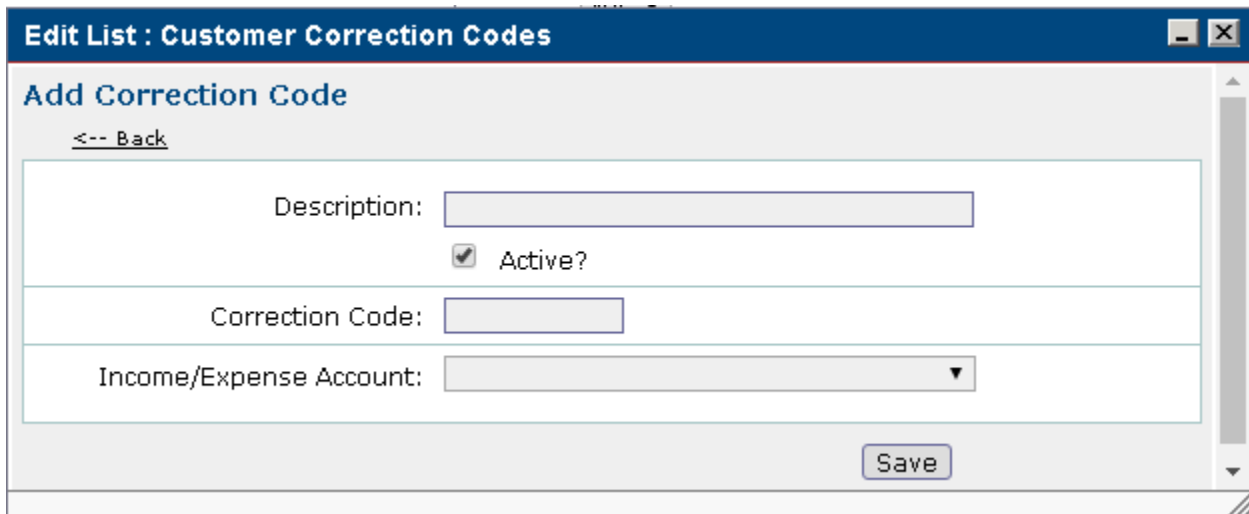 Edit List : Customer Correction Codes
Add Correction Code
<-- Back
Description:
Active?
Correction Code:
Income/Expense Account:
Save